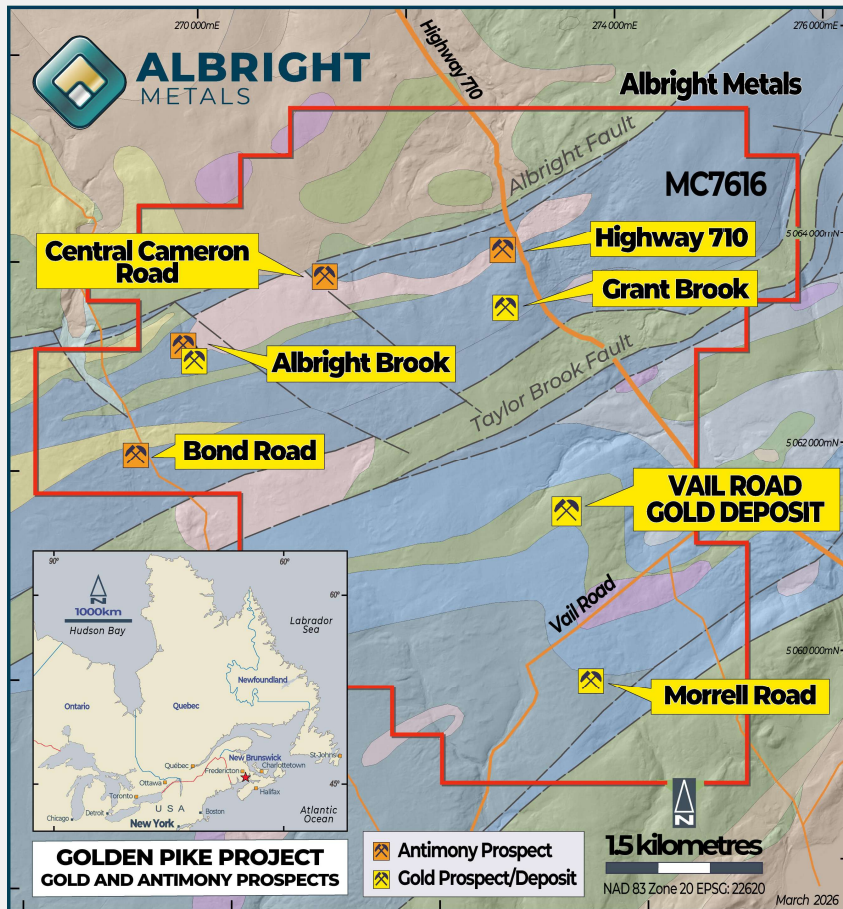 270 000mE
274 000mE
276 000mE
ALBRIGHT
METALS
Highway 710
Albright Metals
Albright Fault
MC7616
5 064 000mN
Central Cameron
Road
Highway 710
Grant Brook
Albright Brook
Taylor Brook Fault
5 062 000mN
Bond Road
VAIL ROAD
GOLD DEPOSIT
Vail Road
5 060 000mN
Morrell Road
90°
60°
N
1000km
Hudson Bay
60°
Labrador
Sea
Newfoundland
Ontario
Quebec
St-Johns
Québec
New Brunswick
Fredericton
Charlottetown
Ottawa
Halifax
45°
Toronto
USA
Boston
Detroit
Chicago
New York
Atlantic
Ocean
GOLDEN PIKE PROJECT
GOLD AND ANTIMONY PROSPECTS
Antimony Prospect
Gold Prospect/Deposit
N
1.5 kilometres
NAD 83 Zone 20 EPSG: 22620
March 2026